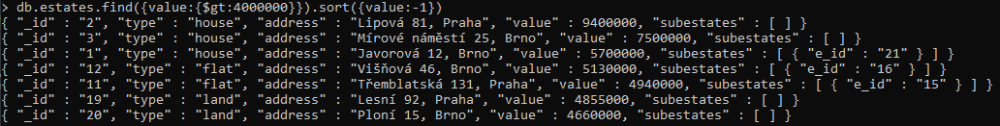 > db.estates.find({value:{$gt:4000000}}).sort({value:-1})
{ "_id" : "2", "type" : "house", "address" : "Lipová 81, Praha", "value" : 9400000, "subestates" : [ ] }
{ "_id" : "3", "type" : "house", "address" : "Mírové náměstí 25, Brno", "value" : 7500000, "subestates" : [ ] }
{ "_id" : "1", "type" : "house", "address" : "Javorová 12, Brno", "value" : 5700000, "subestates" : [ { "e_id" : "21" } ] }
{ "_id" : "12", "type" : "flat", "address" : "Višňová 46, Brno", "value" : 5130000, "subestates" : [ { "e_id" : "16" } ] }
{ "_id" : "11", "type" : "flat", "address" : "Třemblatská 131, Praha", "value" : 4940000, "subestates" : [ { "e_id" : "15" } ] }
{ "_id" : "19", "type" : "land", "address" : "Lesní 92, Praha", "value" : 4855000, "subestates" : [ ] }
{ "_id" : "20", "type" : "land", "address" : "Ploní 15, Brno", "value" : 4660000, "subestates" : [ ] }